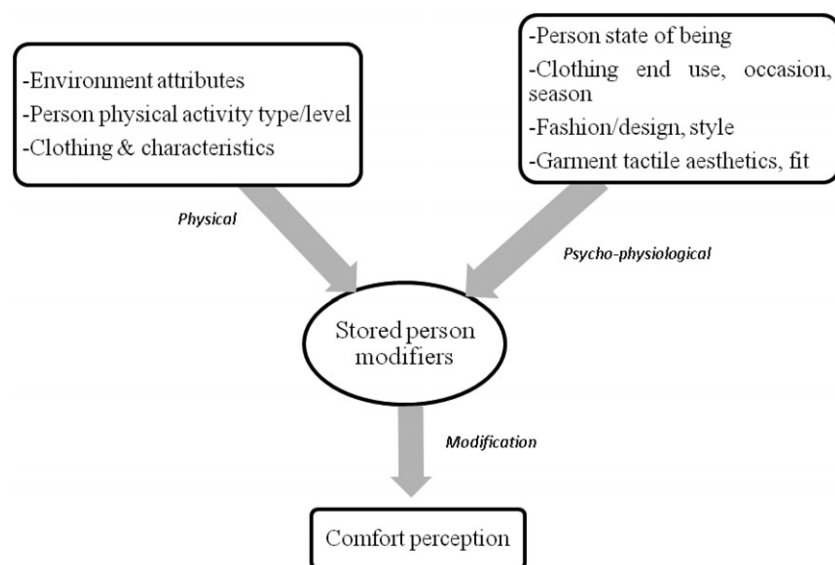 -Environment attributes
-Person physical activity type/level
-Clothing & characteristics
-Person state of being
-Clothing end use, occasion,
season
-Fashion/design, style
-Garment tactile aesthetics, fit
Physical
Psycho-physiological
Stored person
modifiers
Modification
Comfort perception